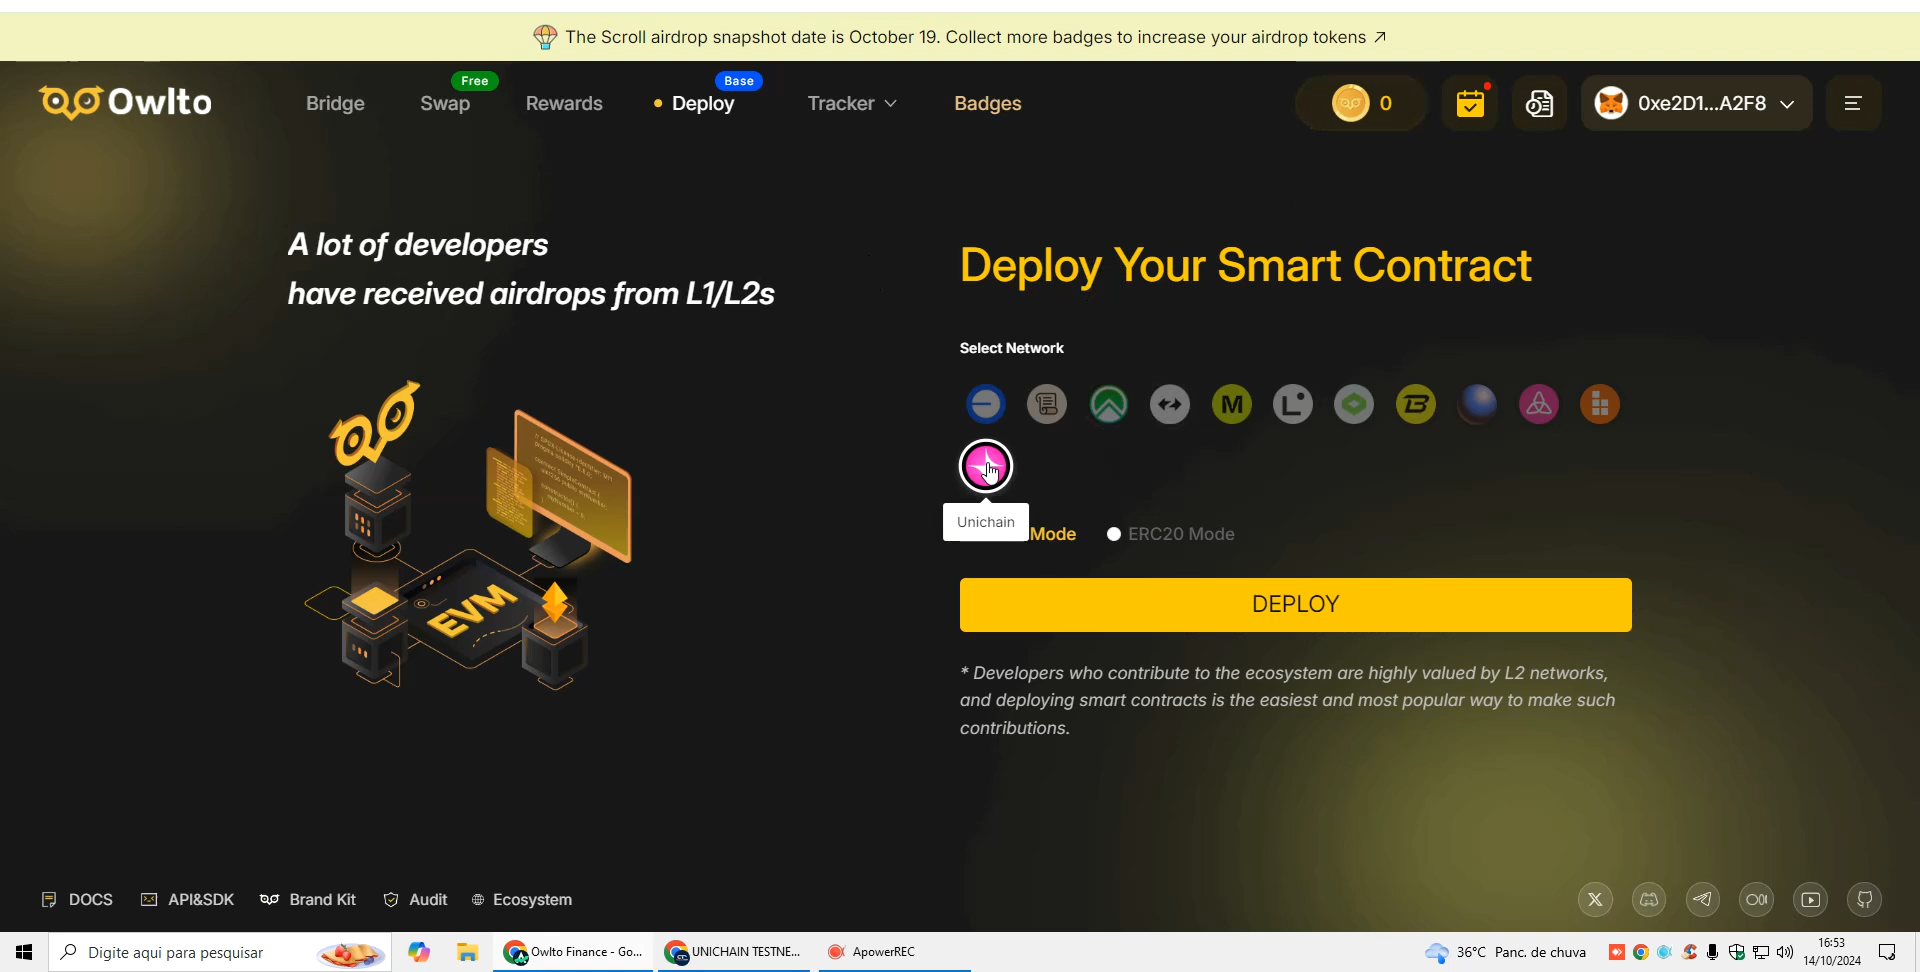 The Scroll airdrop snapshot date is October 19. Collect more badges to increase your airdrop tokens ↗
Owlto
Bridge
Free
Swap
Rewards
Base
Deploy
Tracker
Badges
0
0xe2D1...A2F8
A lot of developers
have received airdrops from L1/L2s
EVM
Deploy Your Smart Contract
Select Network
Unichain
Mode
ERC20 Mode
DEPLOY
* Developers who contribute to the ecosystem are highly valued by L2 networks,
and deploying smart contracts is the easiest and most popular way to make such
contributions.
DOCS
API&SDK
Brand Kit
Audit
Ecosystem
Digite aqui para pesquisar
Owlto Finance - Go...
UNICHAIN TESTNE...
ApowerREC
36°C Panc. de chuva
16:53
14/10/2024